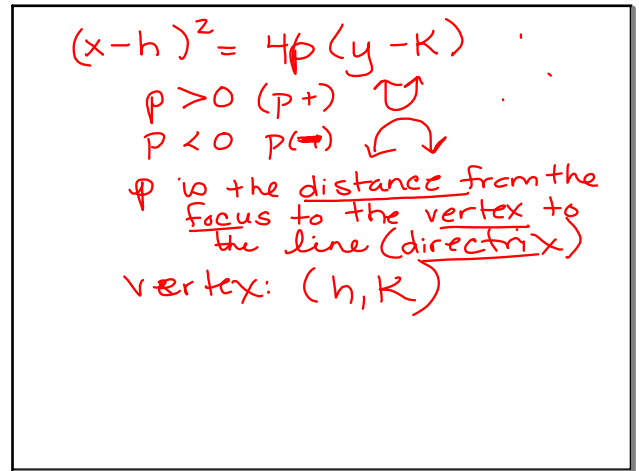 (x-h)² = 4p(y-K)
p > 0 (p+)
p < 0 p(-)
p is the distance from the
focus to the vertex to
the line (directrix)
vertex: (h, K)